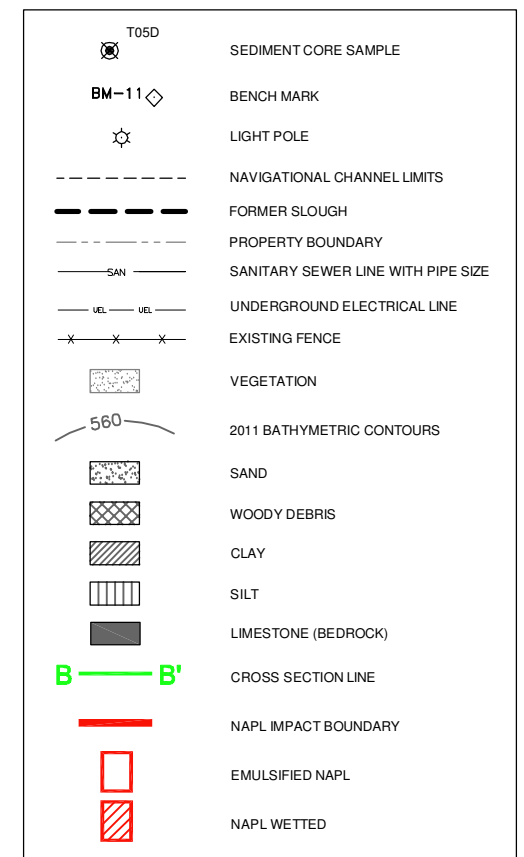 T05D
SEDIMENT CORE SAMPLE
BM-11
BENCH MARK
LIGHT POLE
NAVIGATIONAL CHANNEL LIMITS
FORMER SLOUGH
PROPERTY BOUNDARY
SAN
SANITARY SEWER LINE WITH PIPE SIZE
UEL UEL
UNDERGROUND ELECTRICAL LINE
X X X
EXISTING FENCE
VEGETATION
560
2011 BATHYMETRIC CONTOURS
SAND
WOODY DEBRIS
CLAY
SILT
LIMESTONE (BEDROCK)
B B'
CROSS SECTION LINE
NAPL IMPACT BOUNDARY
EMULSIFIED NAPL
NAPL WETTED